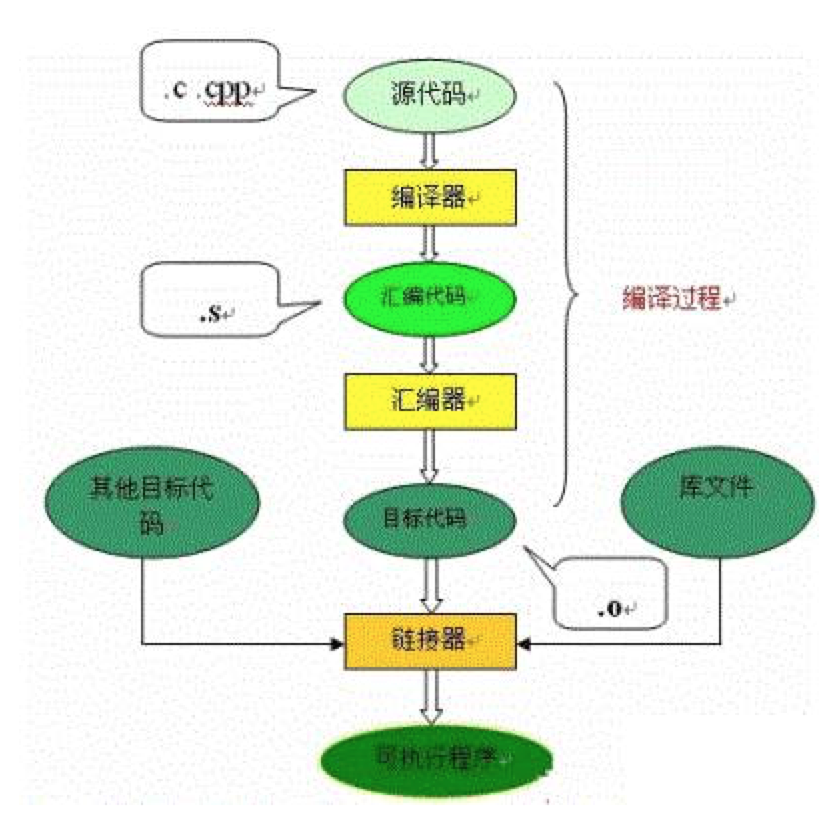 .c .cpp
源代码
编译器
汇编代码
.s
编译过程
汇编器
其他目标代
码
目标代码
库文件
.o
链接器
可执行程序